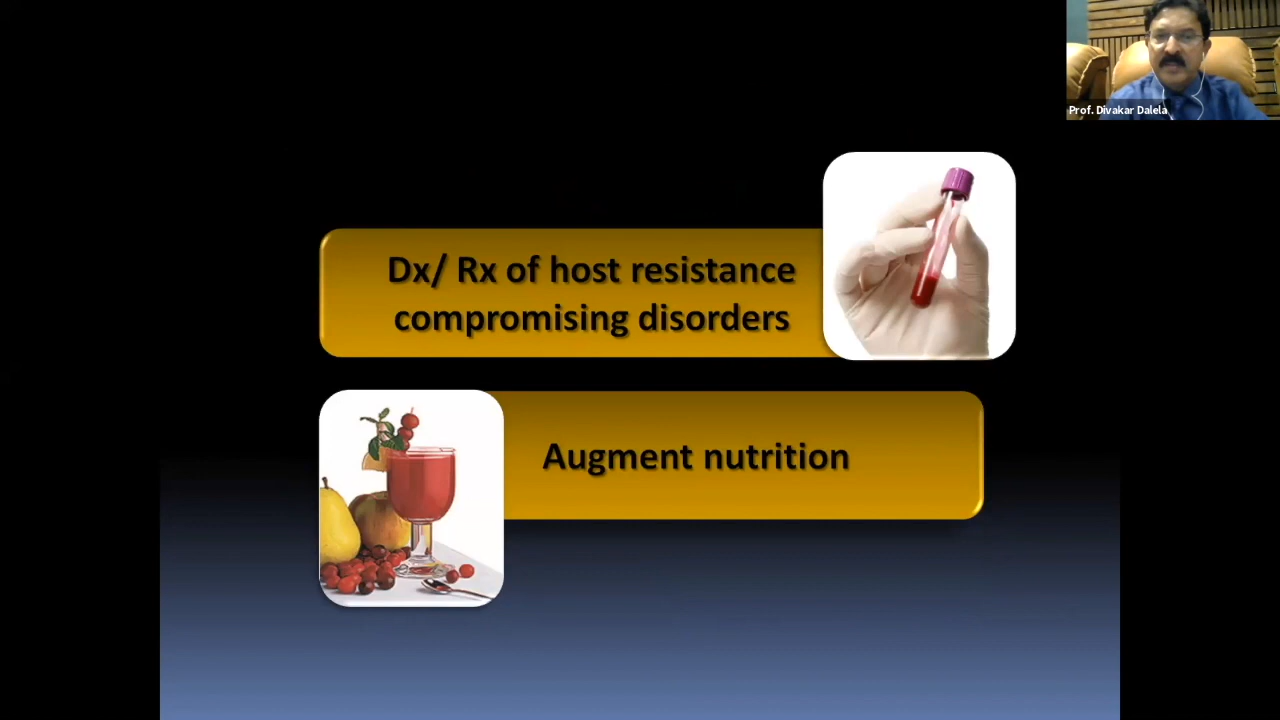 Prof. Divakar Dalela
Dx/ Rx of host resistance
compromising disorders
Augment nutrition